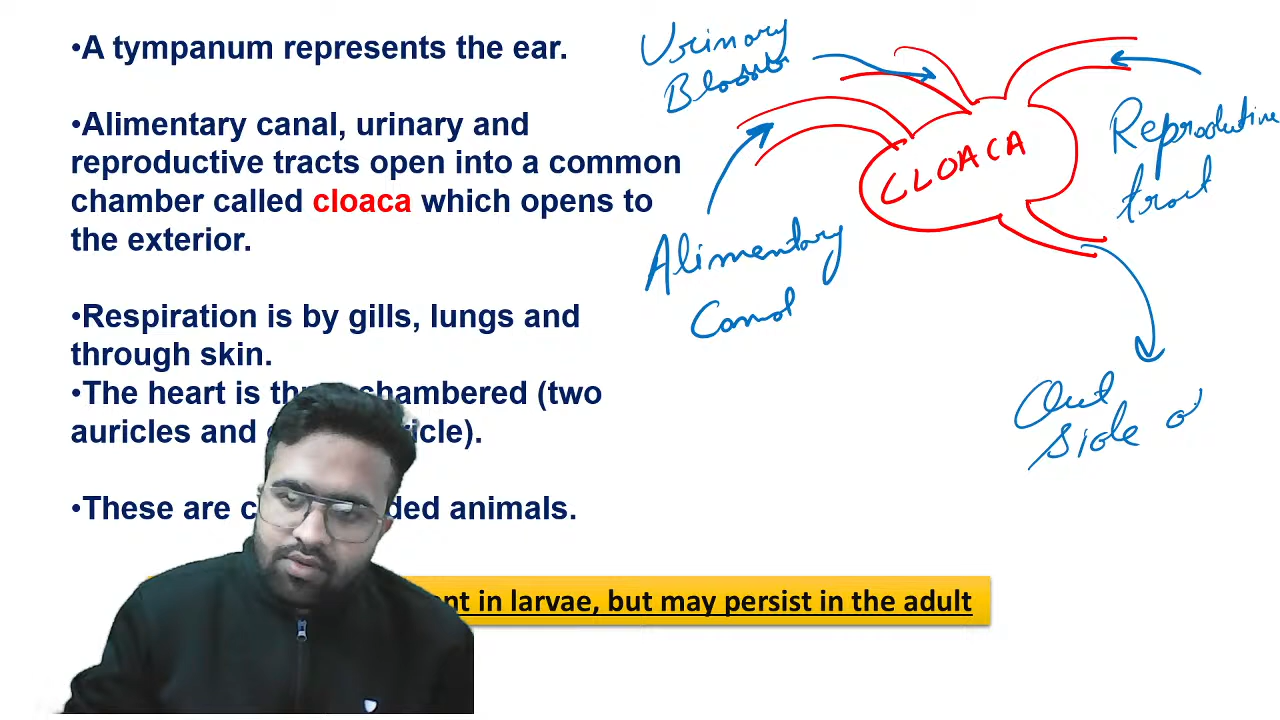 •A tympanum represents the ear.
•Alimentary canal, urinary and
reproductive tracts open into a common
chamber called cloaca which opens to
the exterior.
•Respiration is by gills, lungs and
through skin.
•The heart is chambered (two
auricles and
•These are animals.
in larvae, but may persist in the adult
Urinary
CLOACA
Reproductive
tract
Alimentary
Canal
Out
side